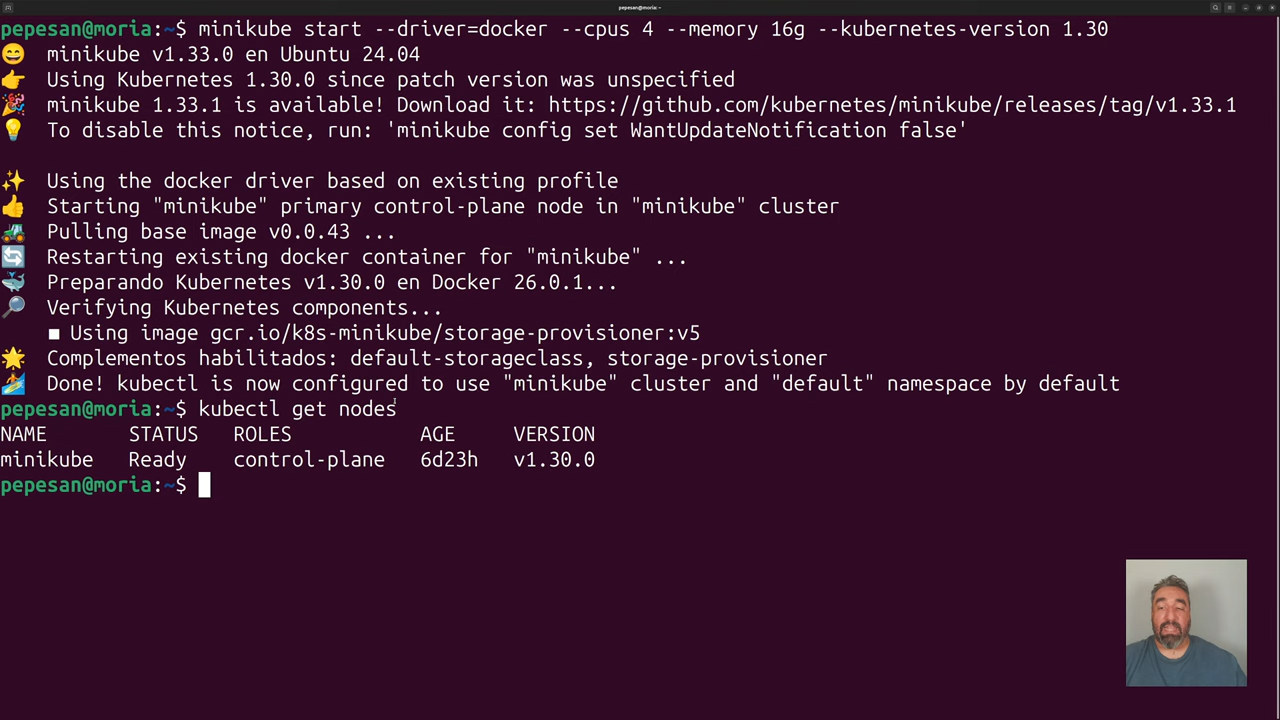 pepesan@moria: ~
pepesan@moria:~$ minikube start --driver=docker --cpus 4 --memory 16g --kubernetes-version 1.30
minikube v1.33.0 en Ubuntu 24.04
Using Kubernetes 1.30.0 since patch version was unspecified
minikube 1.33.1 is available! Download it: https://github.com/kubernetes/minikube/releases/tag/v1.33.1
To disable this notice, run: 'minikube config set WantUpdateNotification false'
Using the docker driver based on existing profile
Starting "minikube" primary control-plane node in "minikube" cluster
Pulling base image v0.0.43 ...
Restarting existing docker container for "minikube" ...
Preparando Kubernetes v1.30.0 en Docker 26.0.1...
Verifying Kubernetes components...
Using image gcr.io/k8s-minikube/storage-provisioner:v5
Complementos habilitados: default-storageclass, storage-provisioner
Done! kubectl is now configured to use "minikube" cluster and "default" namespace by default
pepesan@moria:~$ kubectl get nodes
NAME STATUS ROLES AGE VERSION
minikube Ready control-plane 6d23h v1.30.0
pepesan@moria:~$